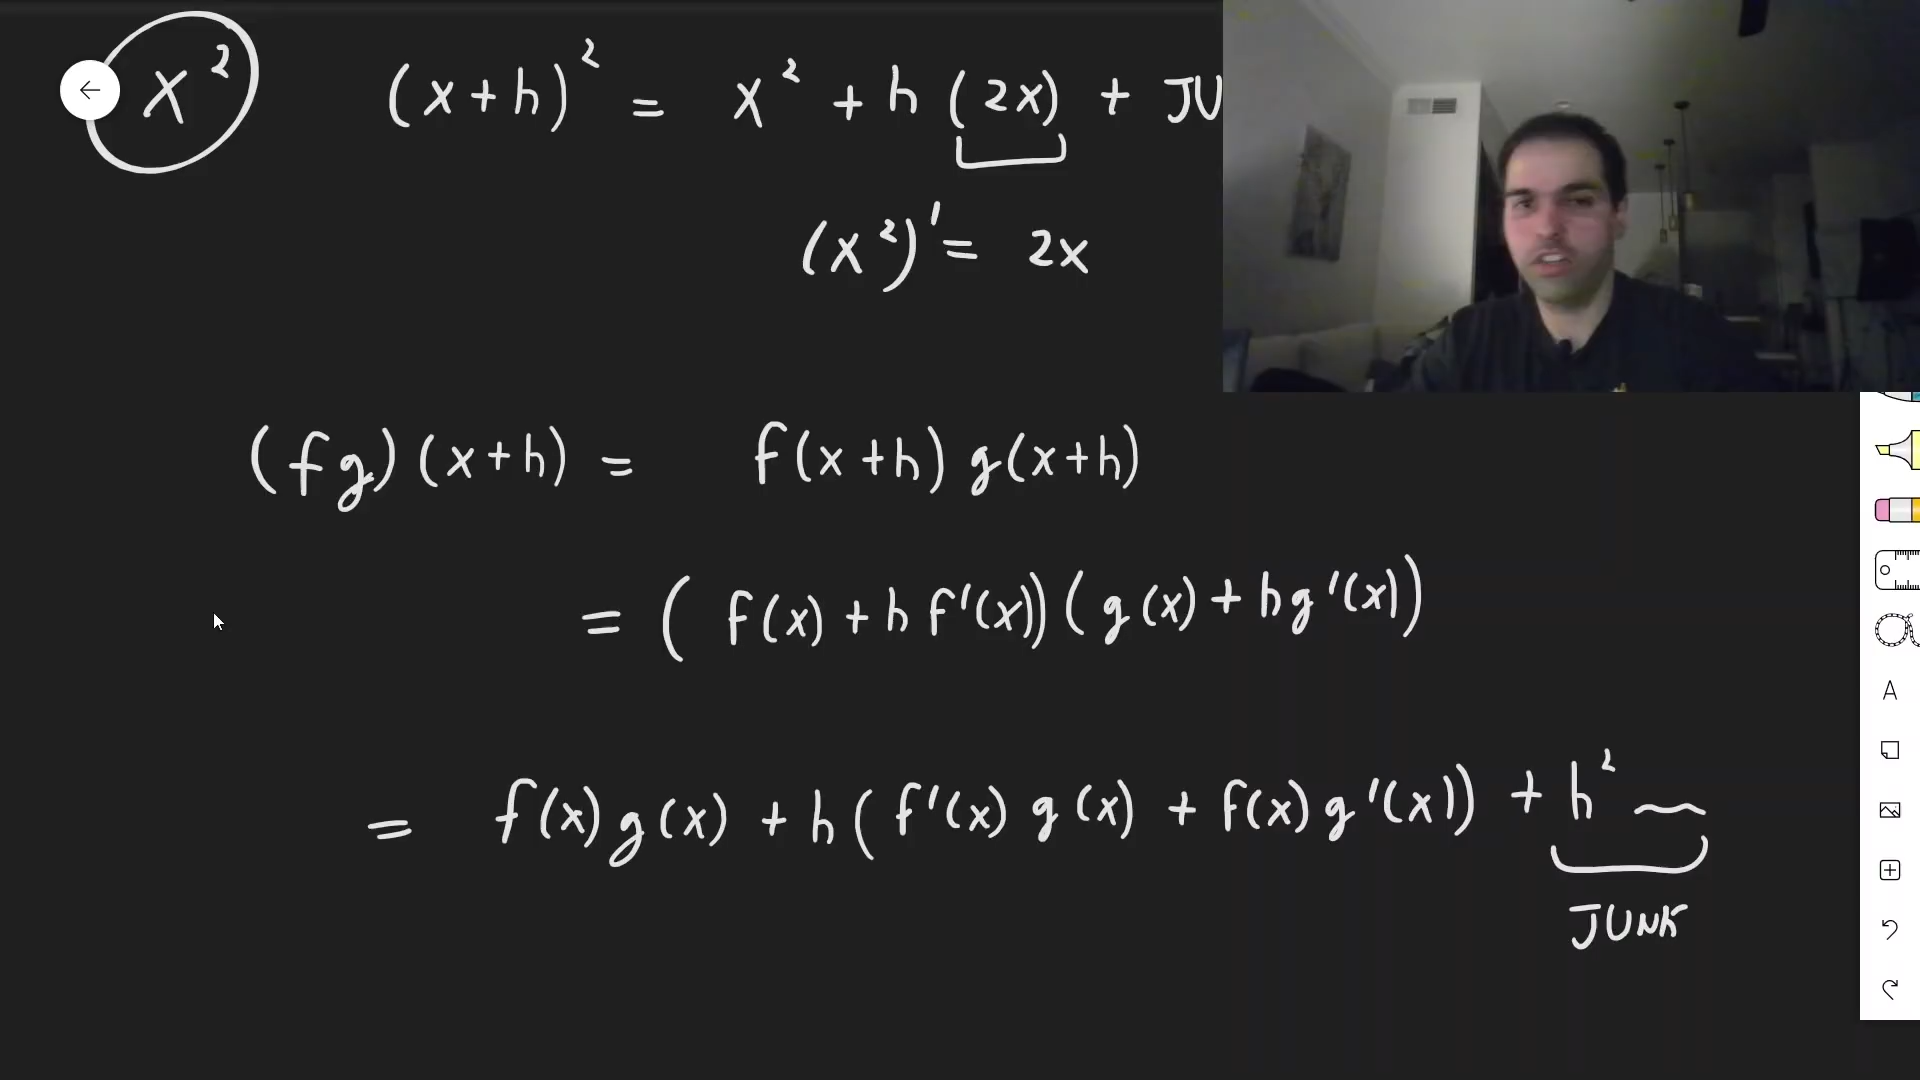 x² (x+h)² = x² + h (2x) + JU
(x²)' = 2x
(fg)(x+h) = f(x+h) g(x+h)
= ( f(x) + h f'(x)) ( g(x) + h g'(x))
= f(x) g(x) + h ( f'(x) g(x) + f(x) g'(x)) + h²
JUNK
A